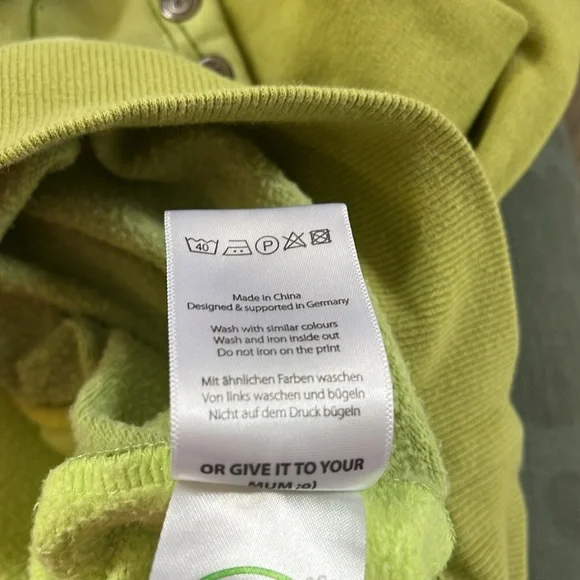 40 P
Made in China
Designed & supported in Germany
Wash with similar colours
Wash and iron inside out
Do not iron on the print
Mit ähnlichen Farben waschen
Von links waschen und bügeln
Nicht auf dem Druck bügeln
OR GIVE IT TO YOUR
MUM ;o)